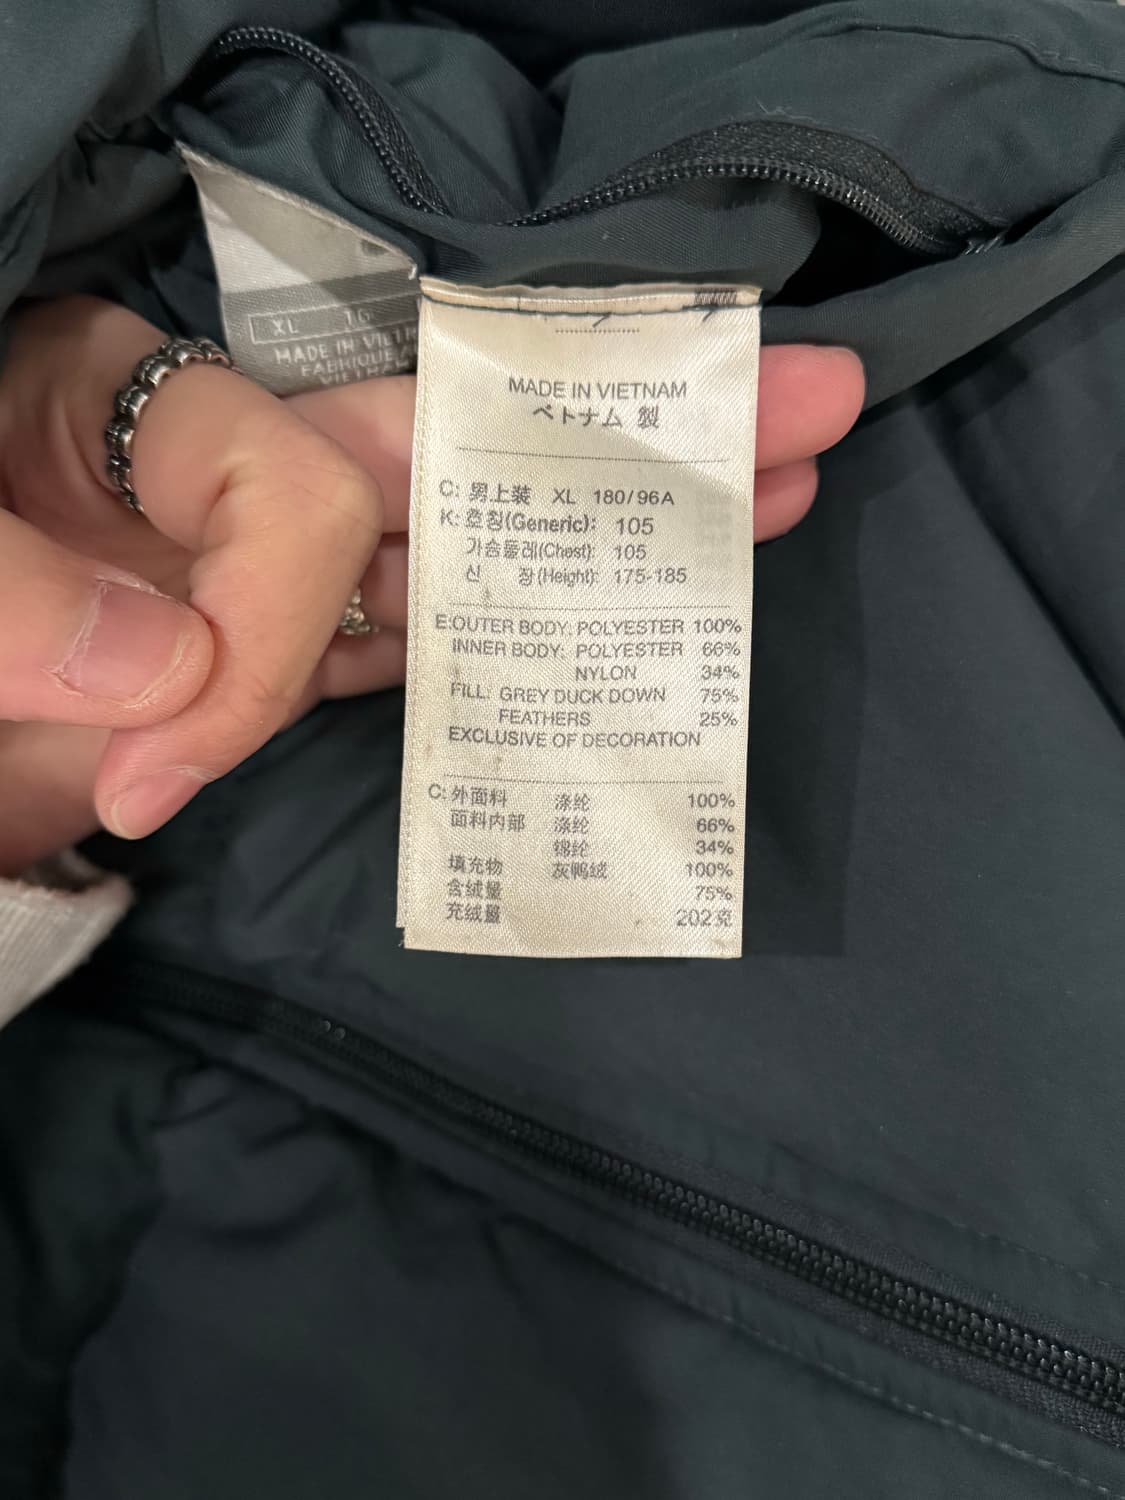 XL TG
MADE IN VIETN
FABRIQUE A
VIETNA
MADE IN VIETNAM
ベトナム 製
C: 男上装 XL 180/96A
K: 호칭(Generic): 105
가슴둘레(Chest): 105
신 장(Height): 175-185
E:OUTER BODY: POLYESTER 100%
INNER BODY: POLYESTER 66%
NYLON 34%
FILL: GREY DUCK DOWN 75%
FEATHERS 25%
EXCLUSIVE OF DECORATION
C: 外面料 涤纶 100%
面料内部 涤纶 66%
锦纶 34%
填充物 灰鸭绒 100%
含绒量 75%
充绒量 202克